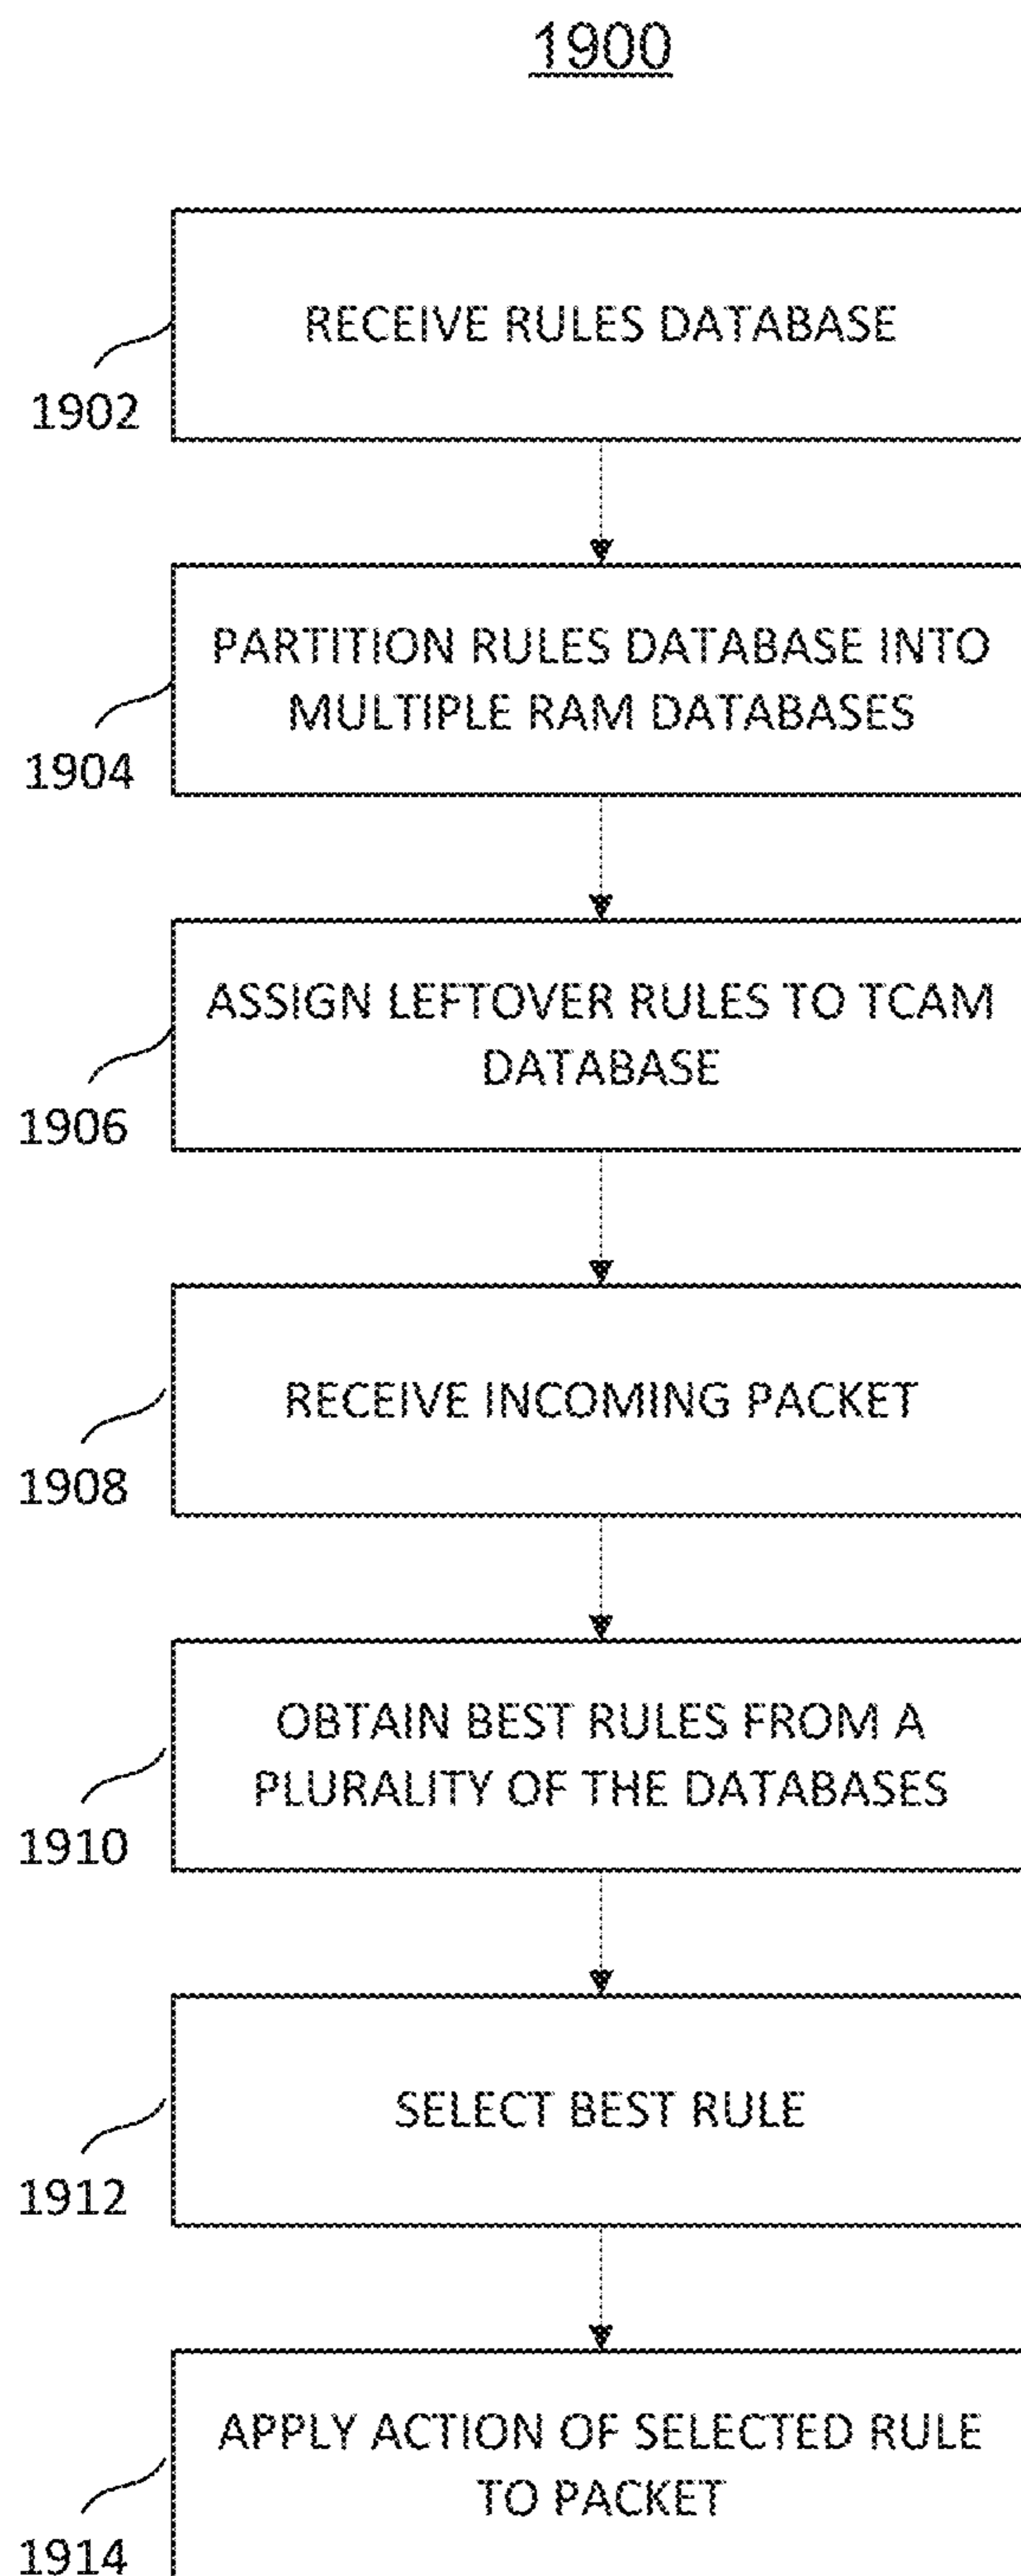 1900
RECEIVE RULES DATABASE
1902
PARTITION RULES DATABASE INTO
MULTIPLE RAM DATABASES
1904
ASSIGN LEFTOVER RULES TO TCAM
DATABASE
1906
RECEIVE INCOMING PACKET
1908
OBTAIN BEST RULES FROM A
PLURALITY OF THE DATABASES
1910
SELECT BEST RULE
1912
APPLY ACTION OF SELECTED RULE
TO PACKET
1914